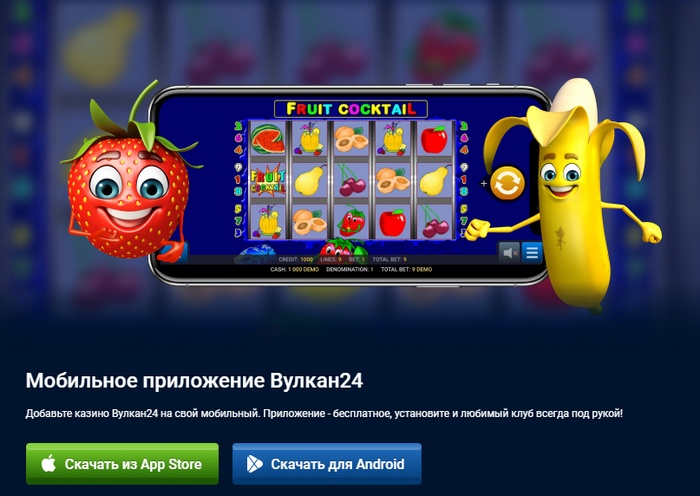 FRUIT COCKTAIL
FRUIT
COCKTAIL
CREDIT: 1000 LINES: 9 BET: 1 TOTAL BET: 9
CASH: 1 000 DEMO DENOMINATION: 1 TOTAL BET: 9 DEMO
Мобильное приложение Вулкан24
Добавьте казино Вулкан24 на свой мобильный. Приложение - бесплатное, установите и любимый клуб всегда под рукой!
Скачать из App Store
Скачать для Android